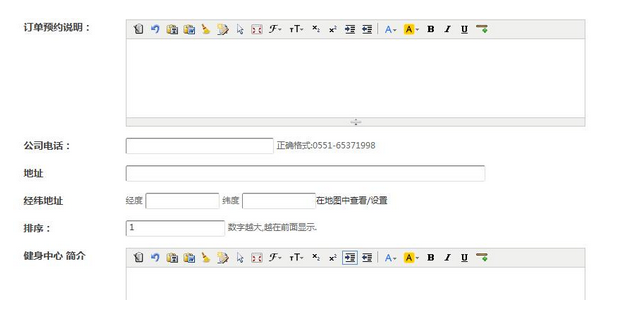 订单预约说明：
公司电话： 正确格式:0551-65371998
地址
经纬地址 经度 纬度 在地图中查看/设置
排序： 1 数字越大,越在前面显示.
健身中心 简介